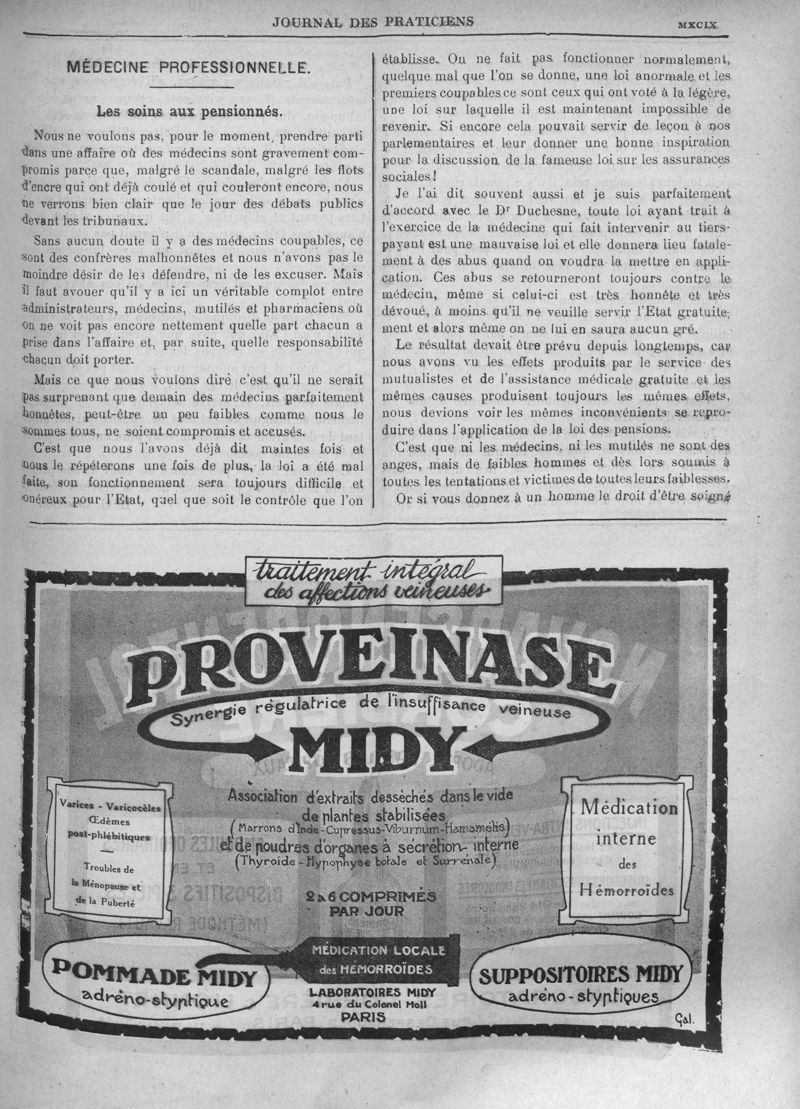 JOURNAL DES PRATICIENS
MXCIX
MÉDECINE PROFESSIONNELLE.
Les soins aux pensionnés.
Nous ne voulons pas, pour le moment, prendre parti
dans une affaire où des médecins sont gravement com-
promis parce que, malgré le scandale, malgré les flots
d'encre qui ont déjà coulé et qui couleront encore, nous
ne verrons bien clair que le jour des débats publics
devant les tribunaux.
Sans aucun doute il y a des médecins coupables, ce
sont des confrères malhonnêtes et nous n'avons pas le
moindre désir de les défendre, ni de les excuser. Mais
il faut avouer qu'il y a ici un véritable complot entre
administrateurs, médecins, mutilés et pharmaciens où
on ne voit pas encore nettement quelle part chacun a
prise dans l'affaire et, par suite, quelle responsabilité
chacun doit porter.
Mais ce que nous voulons dire c'est qu'il ne serait
pas surprenant que demain des médecins parfaitement
honnêtes, peut-être un peu faibles comme nous le
sommes tous, ne soient compromis et accusés.
C'est que nous l'avons déjà dit maintes fois et
nous le répéterons une fois de plus, la loi a été mal
faite, son fonctionnement sera toujours difficile et
onéreux pour l'Etat, quel que soit le contrôle que l'on
établisse. On ne fait pas fonctionner normalement,
quelque mal que l'on se donne, une loi anormale et les
premiers coupables ce sont ceux qui ont voté à la légère,
une loi sur laquelle il est maintenant impossible de
revenir. Si encore cela pouvait servir de leçon à nos
parlementaires et leur donner une bonne inspiration
pour la discussion de la fameuse loi sur les assurances
sociales !
Je l'ai dit souvent aussi et je suis parfaitement
d'accord avec le Dr Duchesne, toute loi ayant trait à
l'exercice de la médecine qui fait intervenir au tiers-
payant est une mauvaise loi et elle donnera lieu fatale-
ment à des abus quand on voudra la mettre en appli-
cation. Ces abus se retourneront toujours contre le
médecin, même si celui-ci est très honnête et très
dévoué, à moins qu'il ne veuille servir l'Etat gratuite-
ment et alors même on ne lui en saura aucun gré.
Le résultat devait être prévu depuis longtemps, car
nous avons vu les effets produits par le service des
mutualistes et de l'assistance médicale gratuite et les
mêmes causes produisent toujours les mêmes effets,
nous devions voir les mêmes inconvénients se repro-
duire dans l'application de la loi des pensions.
C'est que ni les médecins, ni les mutilés ne sont des
anges, mais de faibles hommes et dès lors soumis à
toutes les tentations et victimes de toutes leurs faiblesses.
Or si vous donnez à un homme le droit d'être soigné
traitement intégral
des affections veineuses
PROVEINASE
Synergie régulatrice de l'insuffisance veineuse
MIDY
Association d'extraits desséchés dans le vide
de plantes stabilisées
(Marrons d'Inde-Cupressus-Viburnum-Hamamelis)
et de poudres d'organes à sécrétion interne
(Thyroïde - Hypophyse totale et Surrénale)
2 à 6 COMPRIMÉS
PAR JOUR
Varices - Varicocèles
Œdèmes
post-phlébitiques
Troubles de
la Ménopause et
de la Puberté
Médication
interne
des
Hémorroïdes
POMMADE MIDY
adréno-styptique
MÉDICATION LOCALE
des HÉMORROÏDES
LABORATOIRES MIDY
4 rue du Colonel Moll
PARIS
SUPPOSITOIRES MIDY
adréno-styptiques
Gal.